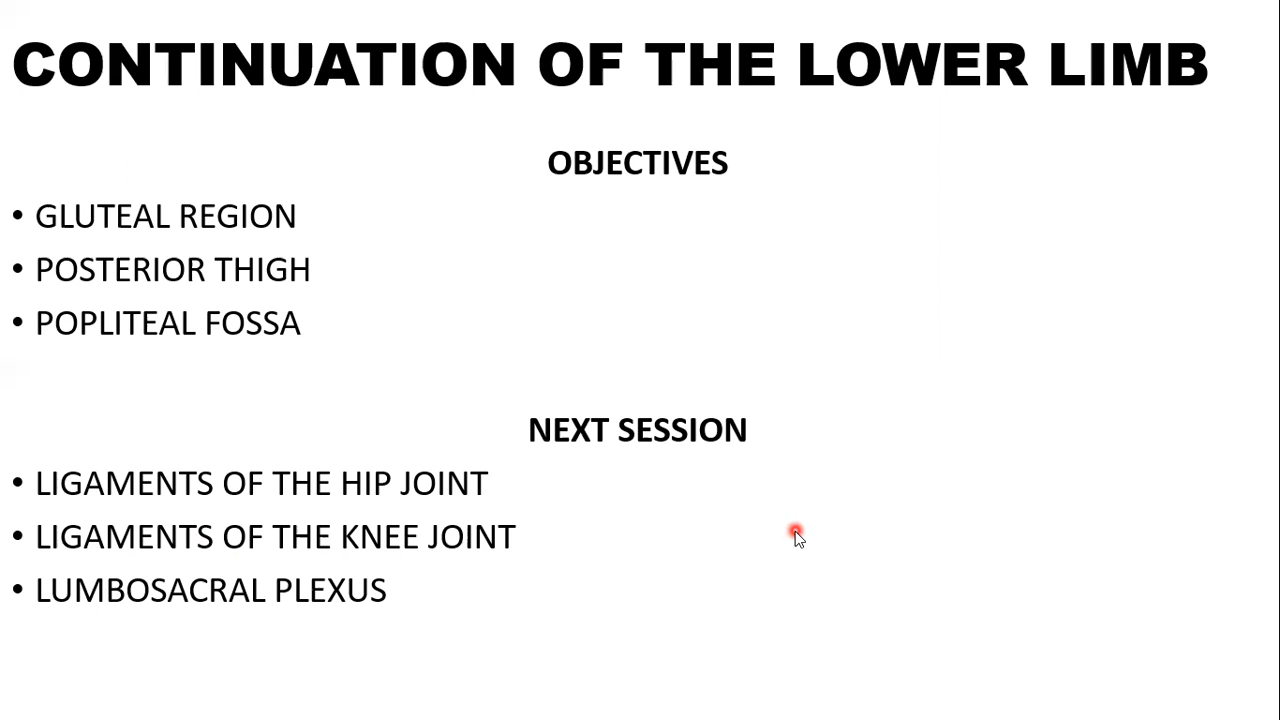 CONTINUATION OF THE LOWER LIMB
OBJECTIVES
• GLUTEAL REGION
• POSTERIOR THIGH
• POPLITEAL FOSSA
NEXT SESSION
• LIGAMENTS OF THE HIP JOINT
• LIGAMENTS OF THE KNEE JOINT
• LUMBOSACRAL PLEXUS